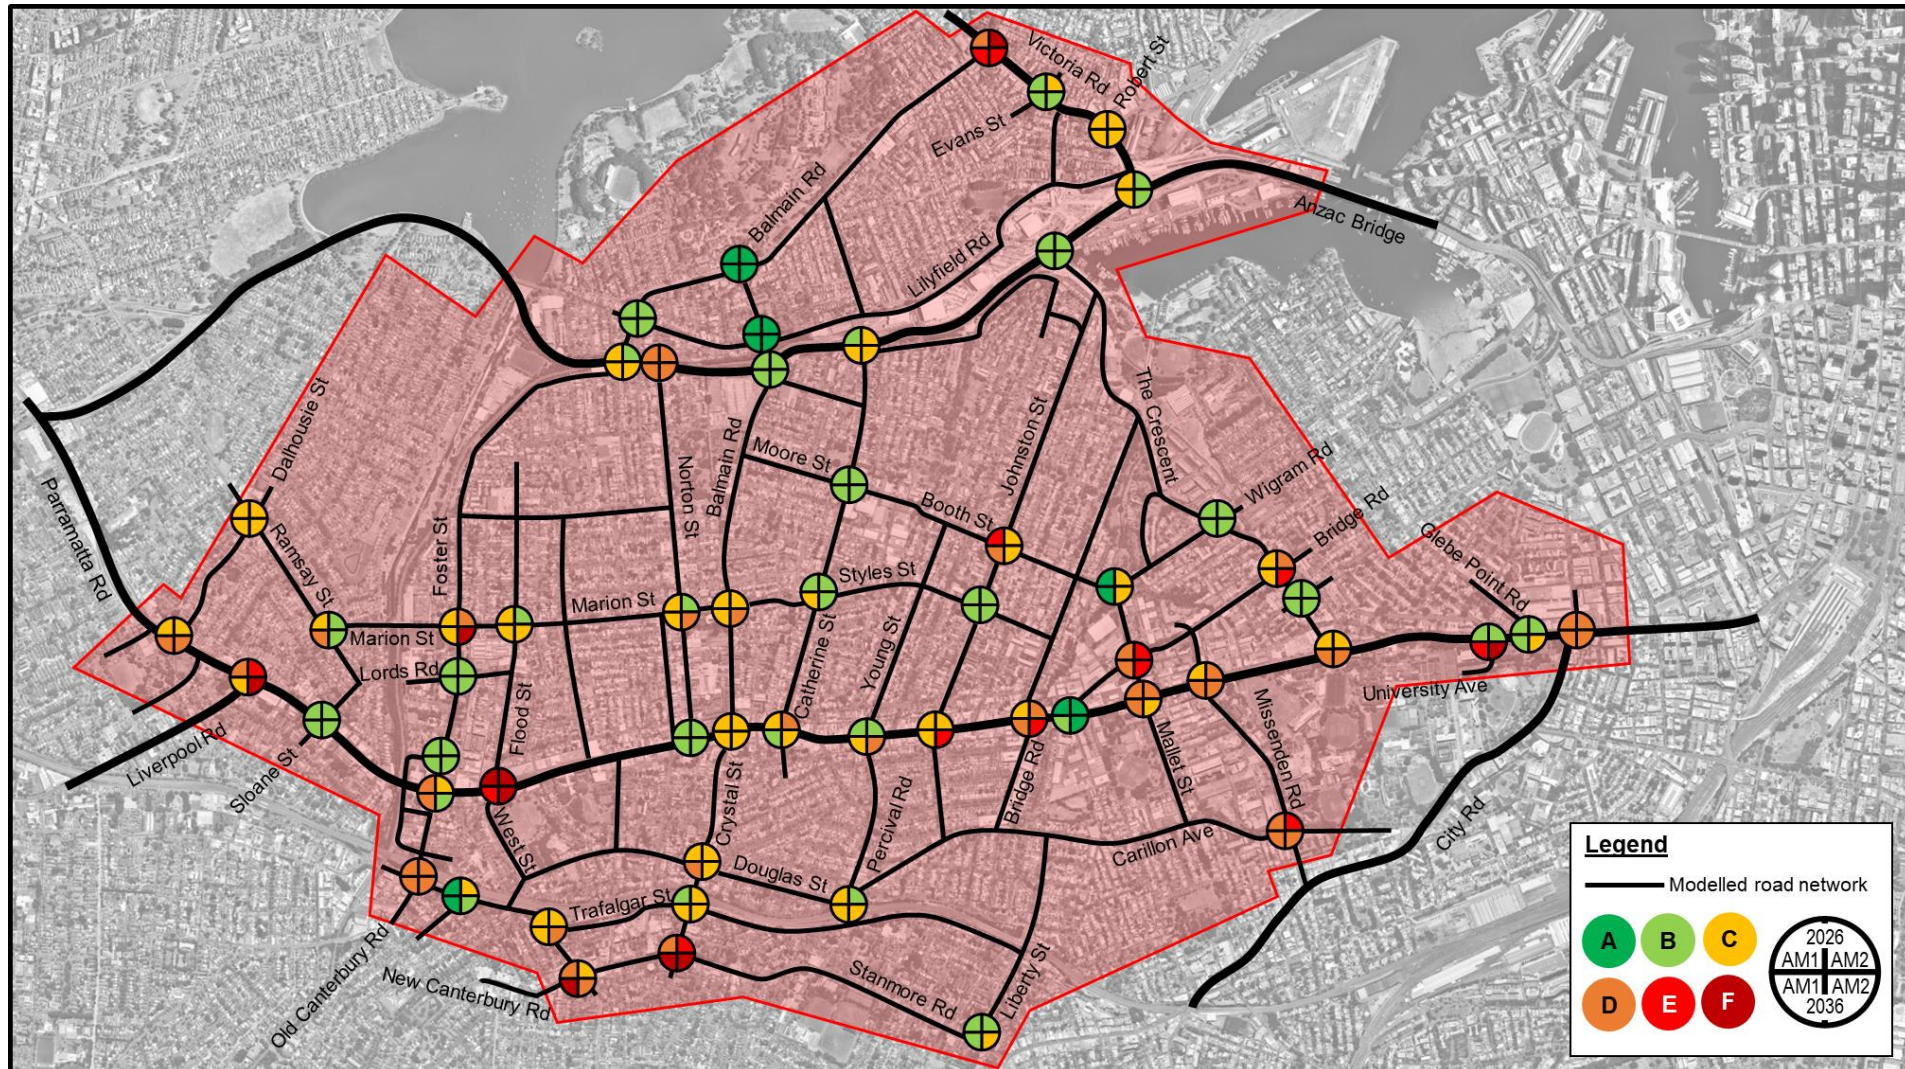 Victoria Rd
Robert St
Evans St
Balmain Rd
Anzac Bridge
Lilyfield Rd
Dalhousie St
The Crescent
Johnston St
Balmain Rd
Moore St
Norton St
Wigram Rd
Parramatta Rd
Booth St
Bridge Rd
Foster St
Ramsay St
Glebe Point Rd
Styles St
Marion St
Marion St
Young St
Catherine St
Lords Rd
University Ave
Flood St
Missenden Rd
Liverpool Rd
Sloane St
Mallet St
Bridge Rd
Crystal St
Percival Rd
West St
City Rd
Carillon Ave
Douglas St
Trafalgar St
Old Canterbury Rd
New Canterbury Rd
Stanmore Rd
Liberty St
Legend
Modelled road network
A B C
D E F
2026
AM1 AM2
AM1 AM2
2036